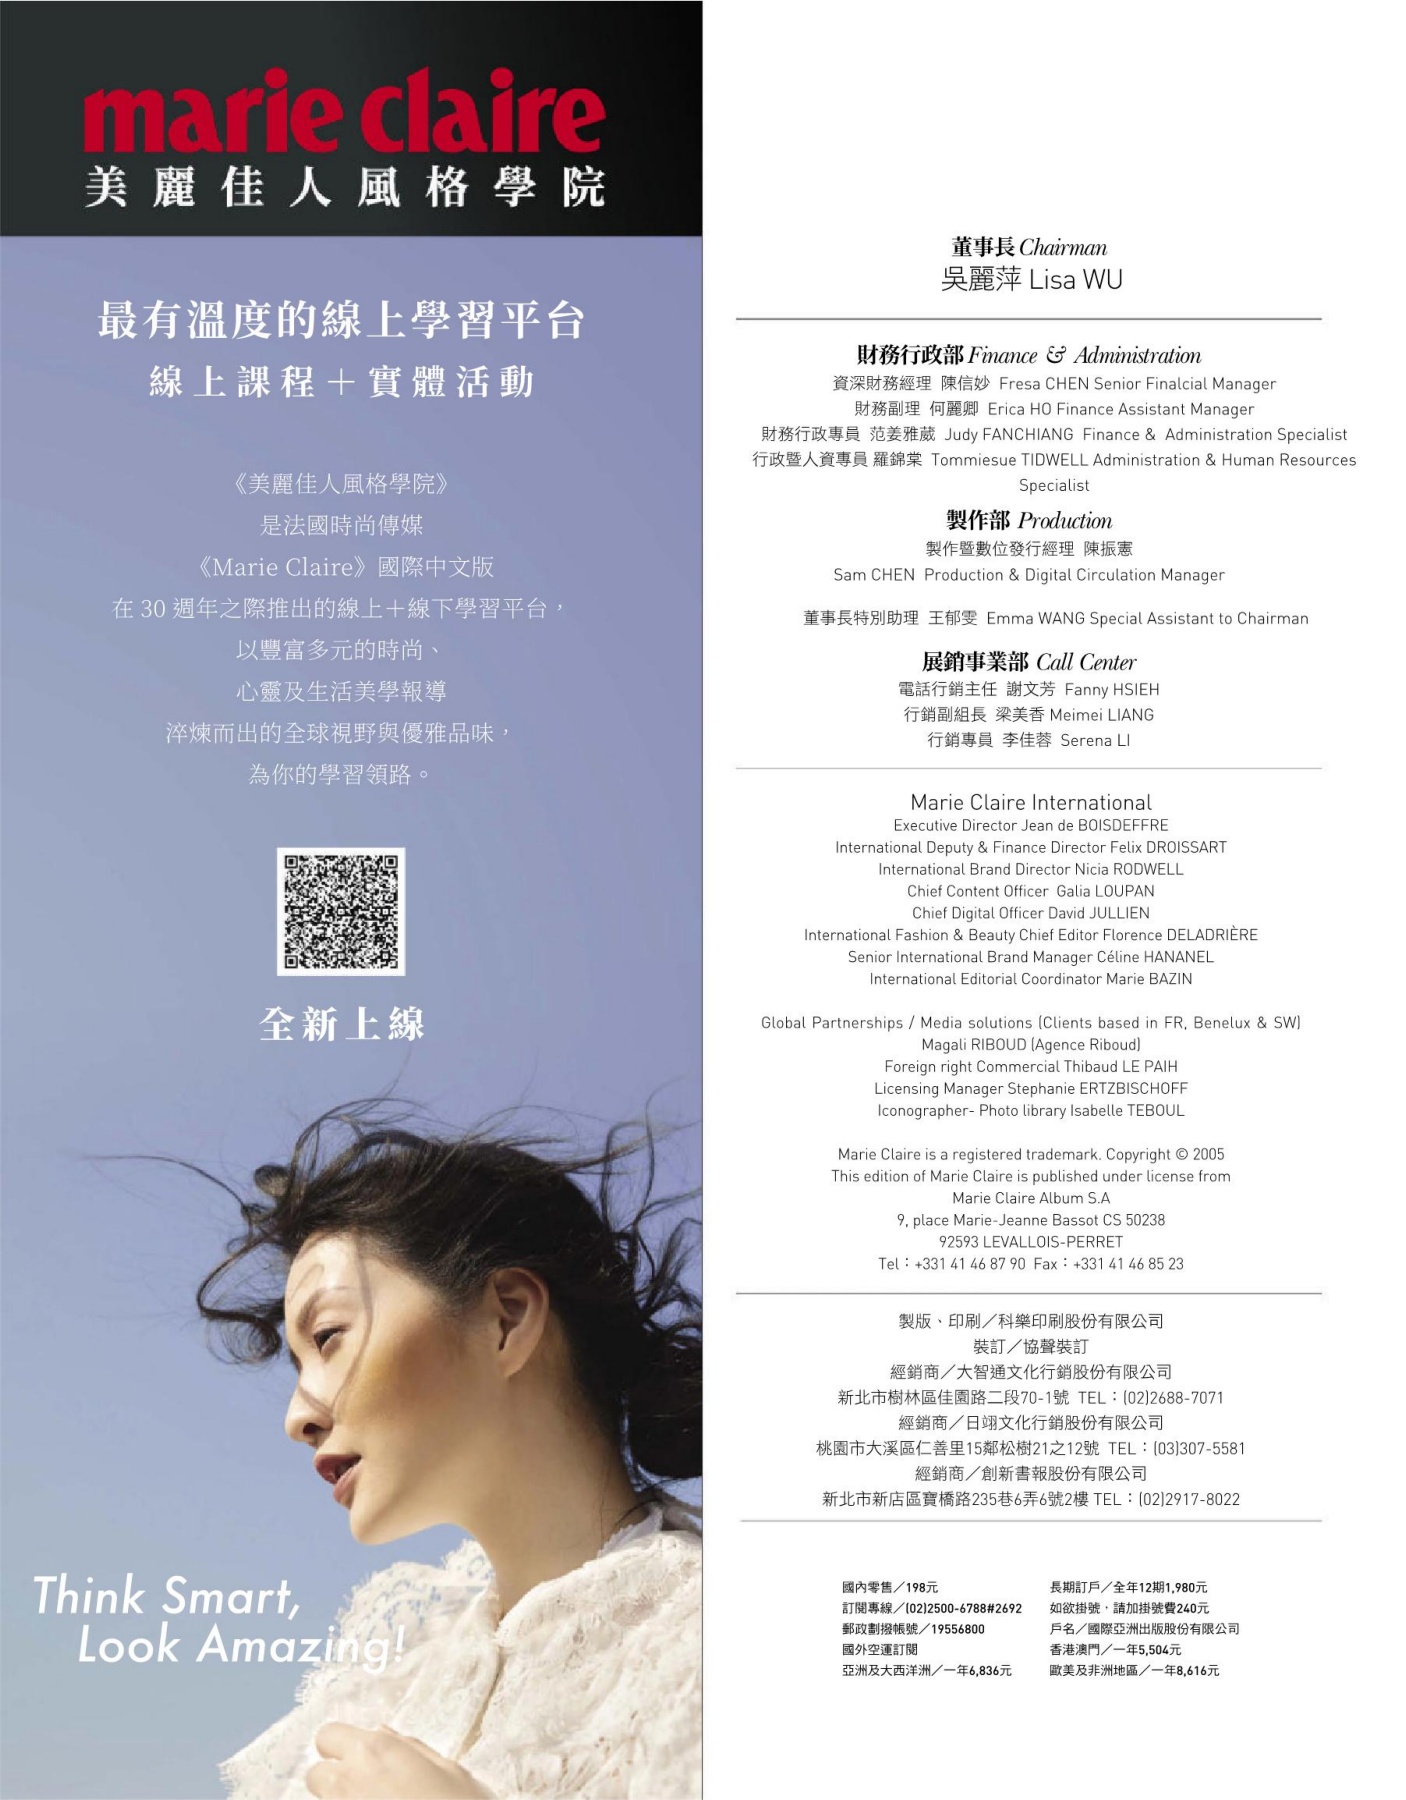 marie claire
美麗佳人風格學院
最有溫度的線上學習平台
線上課程＋實體活動
《美麗佳人風格學院》
是法國時尚傳媒
《Marie Claire》國際中文版
在 30 週年之際推出的線上＋線下學習平台，
以豐富多元的時尚、
心靈及生活美學報導
淬煉而出的全球視野與優雅品味，
為你的學習領路。
全新上線
Think Smart,
Look Amazing!
董事長 Chairman
吳麗萍 Lisa WU
財務行政部 Finance & Administration
資深財務經理 陳信妙 Fresa CHEN Senior Finalcial Manager
財務副理 何麗卿 Erica HO Finance Assistant Manager
財務行政專員 范姜雅葳 Judy FANCHIANG Finance & Administration Specialist
行政暨人資專員 羅錦棠 Tommiesue TIDWELL Administration & Human Resources
Specialist
製作部 Production
製作暨數位發行經理 陳振憲
Sam CHEN Production & Digital Circulation Manager
董事長特別助理 王郁雯 Emma WANG Special Assistant to Chairman
展銷事業部 Call Center
電話行銷主任 謝文芳 Fanny HSIEH
行銷副組長 梁美香 Meimei LIANG
行銷專員 李佳蓉 Serena LI
Marie Claire International
Executive Director Jean de BOISDEFFRE
International Deputy & Finance Director Felix DROISSART
International Brand Director Nicia RODWELL
Chief Content Officer Galia LOUPAN
Chief Digital Officer David JULLIEN
International Fashion & Beauty Chief Editor Florence DELADRIÈRE
Senior International Brand Manager Céline HANANEL
International Editorial Coordinator Marie BAZIN
Global Partnerships / Media solutions (Clients based in FR, Benelux & SW)
Magali RIBOUD (Agence Riboud)
Foreign right Commercial Thibaud LE PAIH
Licensing Manager Stephanie ERTZBISCHOFF
Iconographer- Photo library Isabelle TEBOUL
Marie Claire is a registered trademark. Copyright © 2005
This edition of Marie Claire is published under license from
Marie Claire Album S.A
9, place Marie-Jeanne Bassot CS 50238
92593 LEVALLOIS-PERRET
Tel：+331 41 46 87 90 Fax：+331 41 46 85 23
製版、印刷／科樂印刷股份有限公司
裝訂／協聲裝訂
經銷商／大智通文化行銷股份有限公司
新北市樹林區佳園路二段70-1號 TEL：(02)2688-7071
經銷商／日翊文化行銷股份有限公司
桃園市大溪區仁善里15鄰松樹21之12號 TEL：(03)307-5581
經銷商／創新書報股份有限公司
新北市新店區寶橋路235巷6弄6號2樓 TEL：(02)2917-8022
國內零售／198元
訂閱專線／(02)2500-6788#2692
郵政劃撥帳號／19556800
國外空運訂閱
亞洲及大西洋洲／一年6,836元
長期訂戶／全年12期1,980元
如欲掛號，請加掛號費240元
戶名／國際亞洲出版股份有限公司
香港澳門／一年5,504元
歐美及非洲地區／一年8,616元